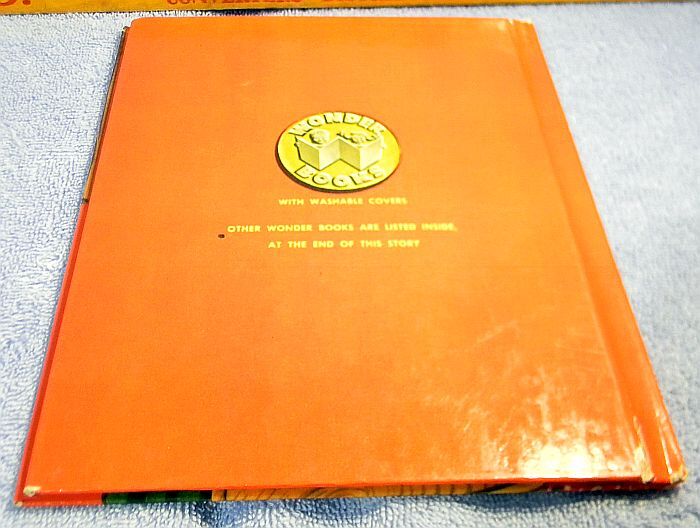 WONDER
BOOKS
WITH WASHABLE COVERS
OTHER WONDER BOOKS ARE LISTED INSIDE,
AT THE END OF THIS STORY